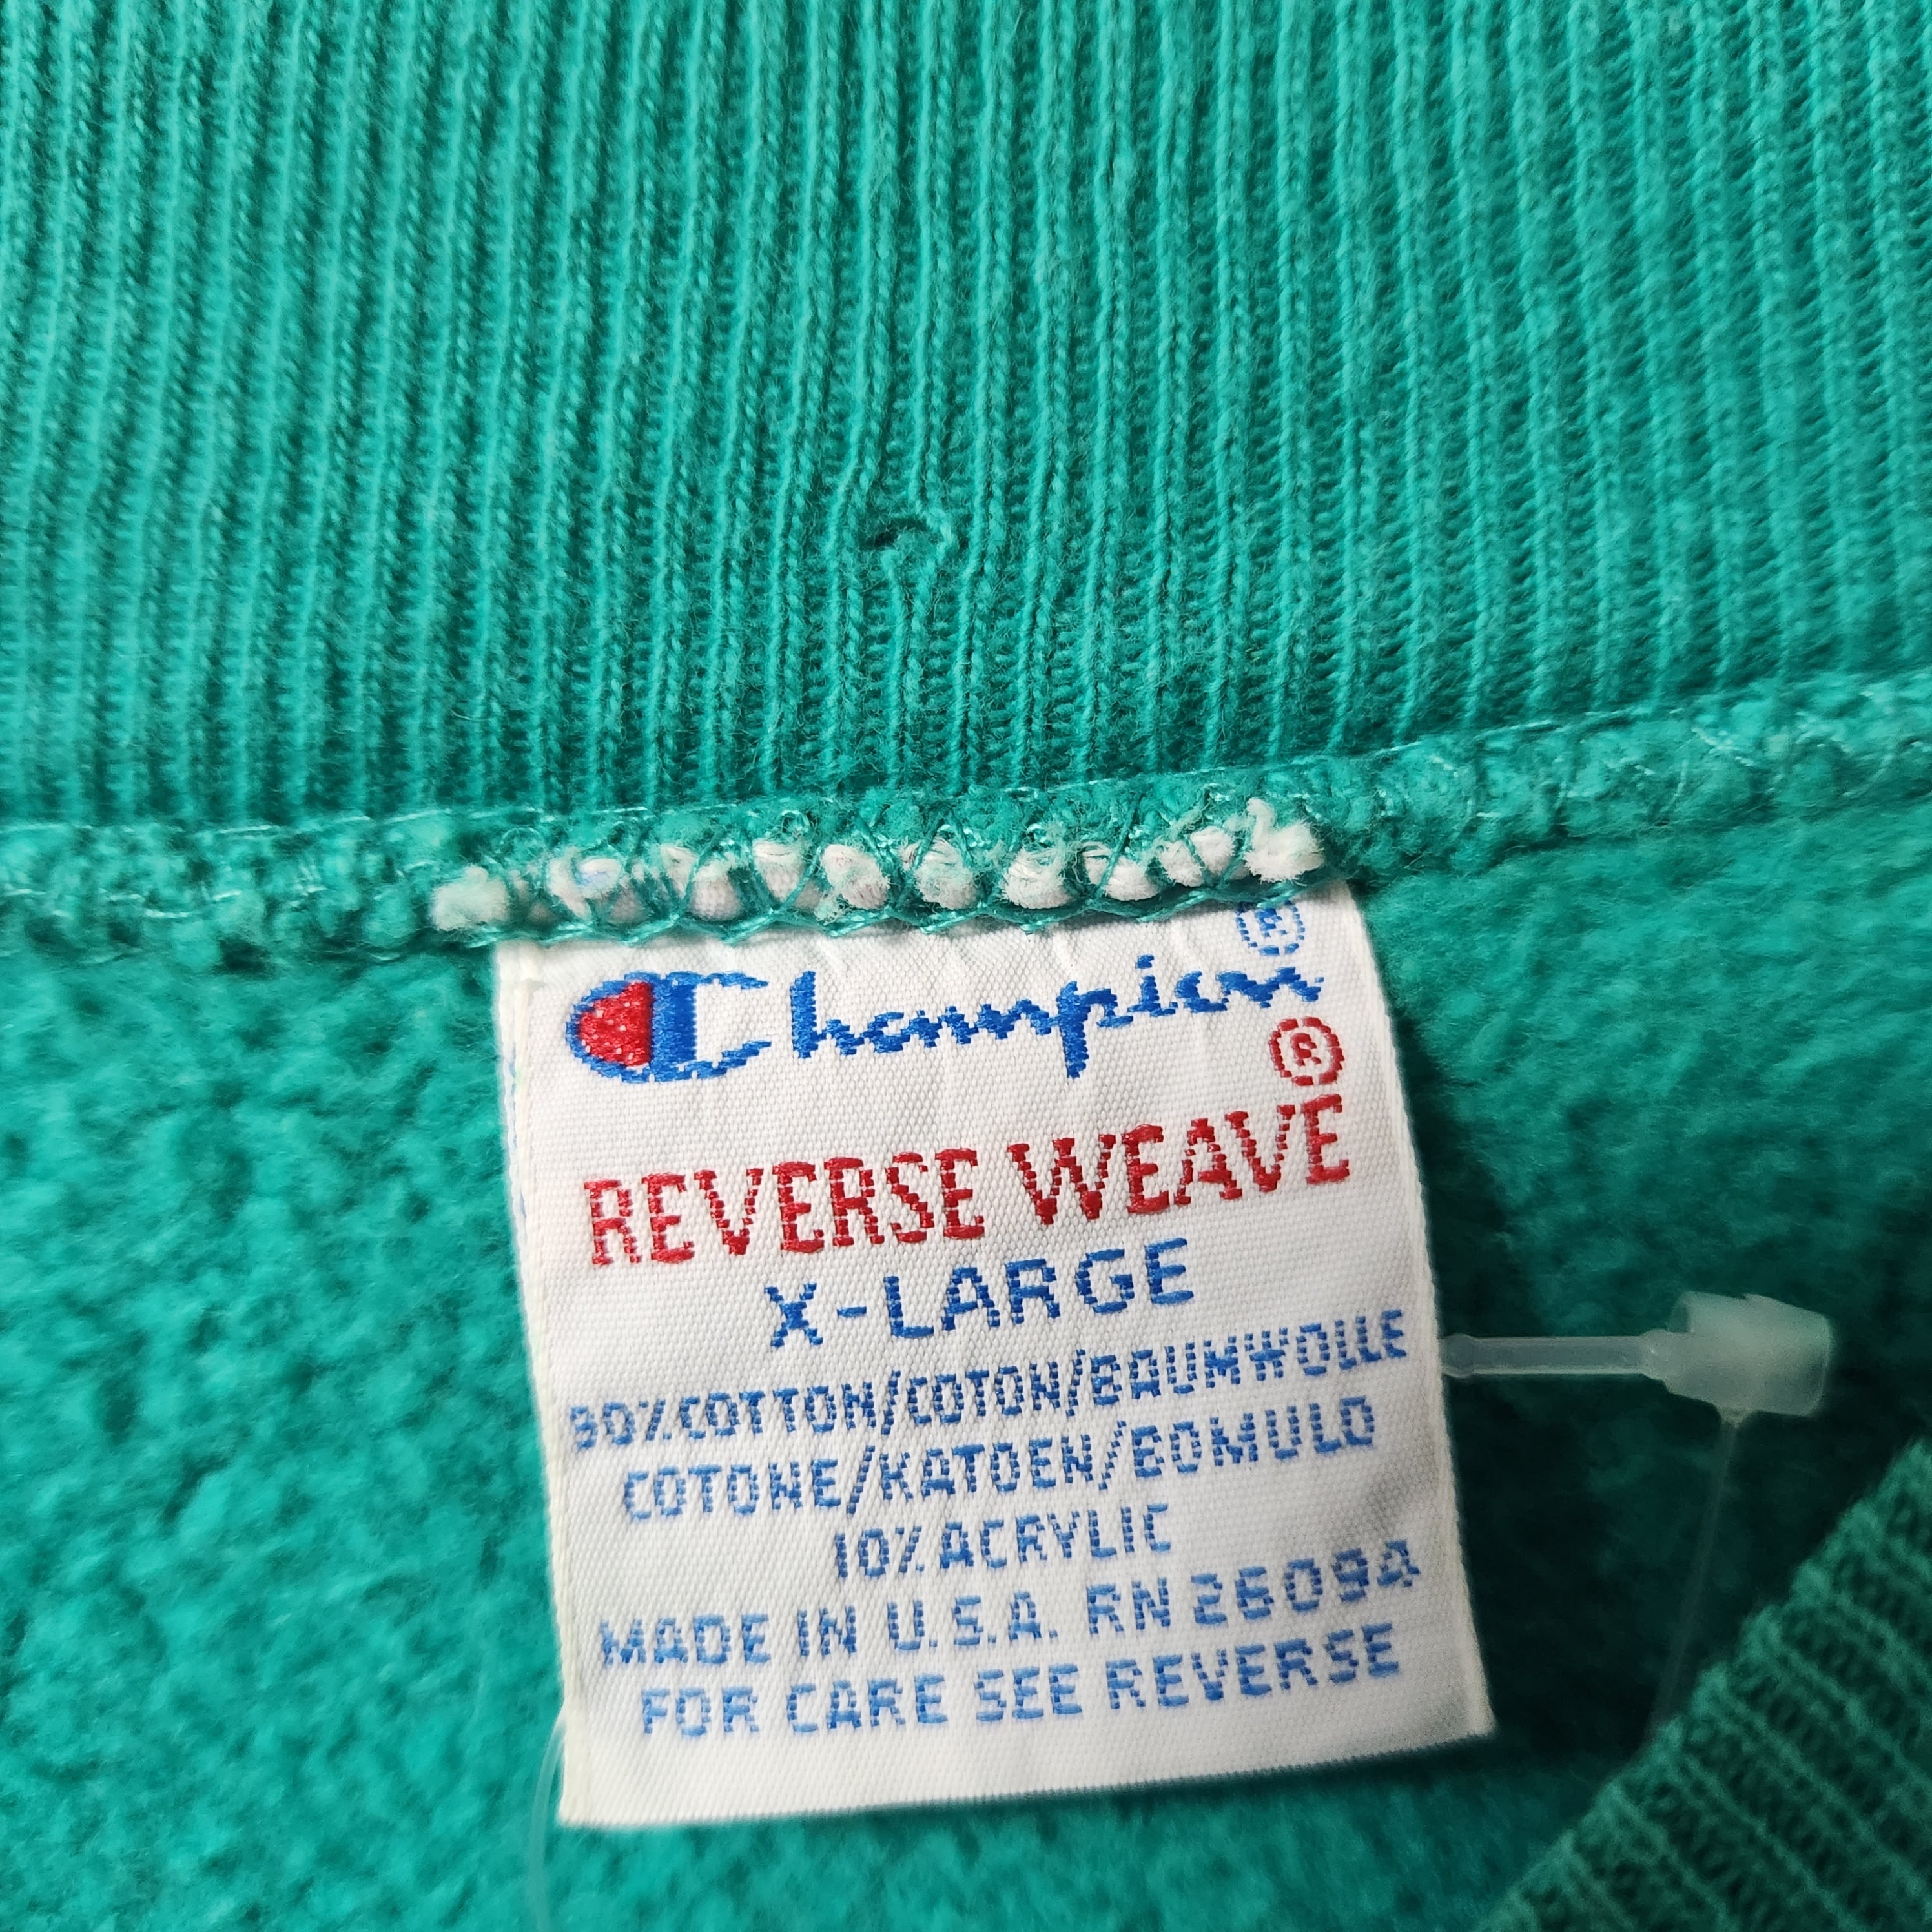 ®
Champion
®
REVERSE WEAVE
X-LARGE
90% COTTON/COTON/BAUMWOLLE
COTONE/KATOEN/BOMULD
10% ACRYLIC
MADE IN U.S.A. RN 26094
FOR CARE SEE REVERSE